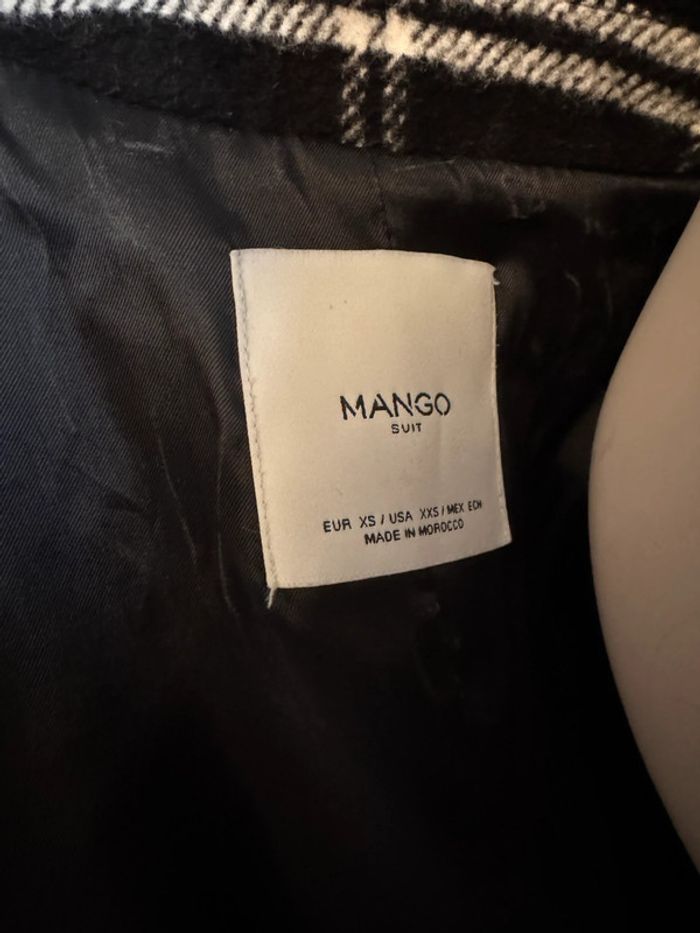 MANGO
SUIT
EUR XS / USA XXS / MEX ECH
MADE IN MOROCCO